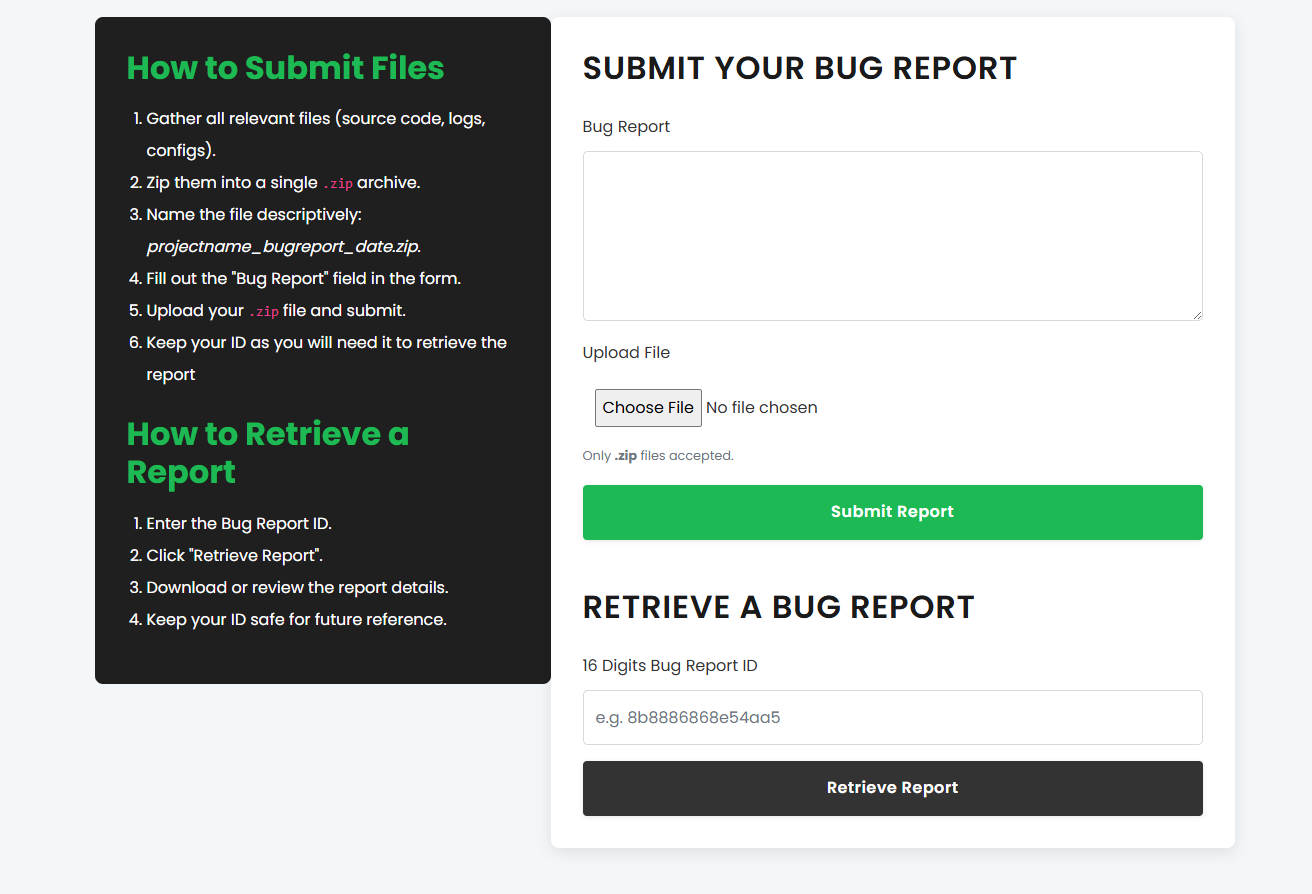 How to Submit Files
1. Gather all relevant files (source code, logs,
configs).
2. Zip them into a single .zip archive.
3. Name the file descriptively:
projectname_bugreport_date.zip.
4. Fill out the "Bug Report" field in the form.
5. Upload your .zip file and submit.
6. Keep your ID as you will need it to retrieve the
report
How to Retrieve a
Report
1. Enter the Bug Report ID.
2. Click "Retrieve Report".
3. Download or review the report details.
4. Keep your ID safe for future reference.
SUBMIT YOUR BUG REPORT
Bug Report
Upload File
Choose File No file chosen
Only .zip files accepted.
Submit Report
RETRIEVE A BUG REPORT
16 Digits Bug Report ID
e.g. 8b8886868e54aa5
Retrieve Report